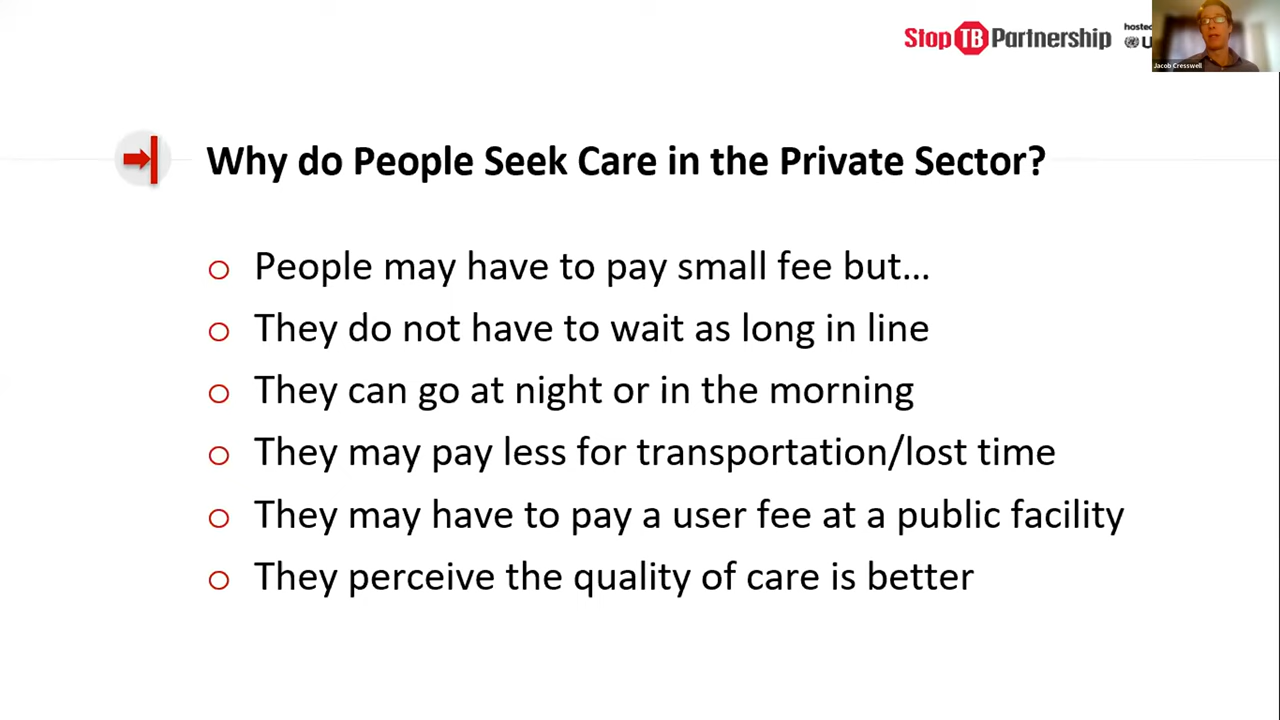 Stop TB Partnership
hosted
U
Jacob Cresswell
Why do People Seek Care in the Private Sector?
People may have to pay small fee but...
They do not have to wait as long in line
They can go at night or in the morning
They may pay less for transportation/lost time
They may have to pay a user fee at a public facility
They perceive the quality of care is better